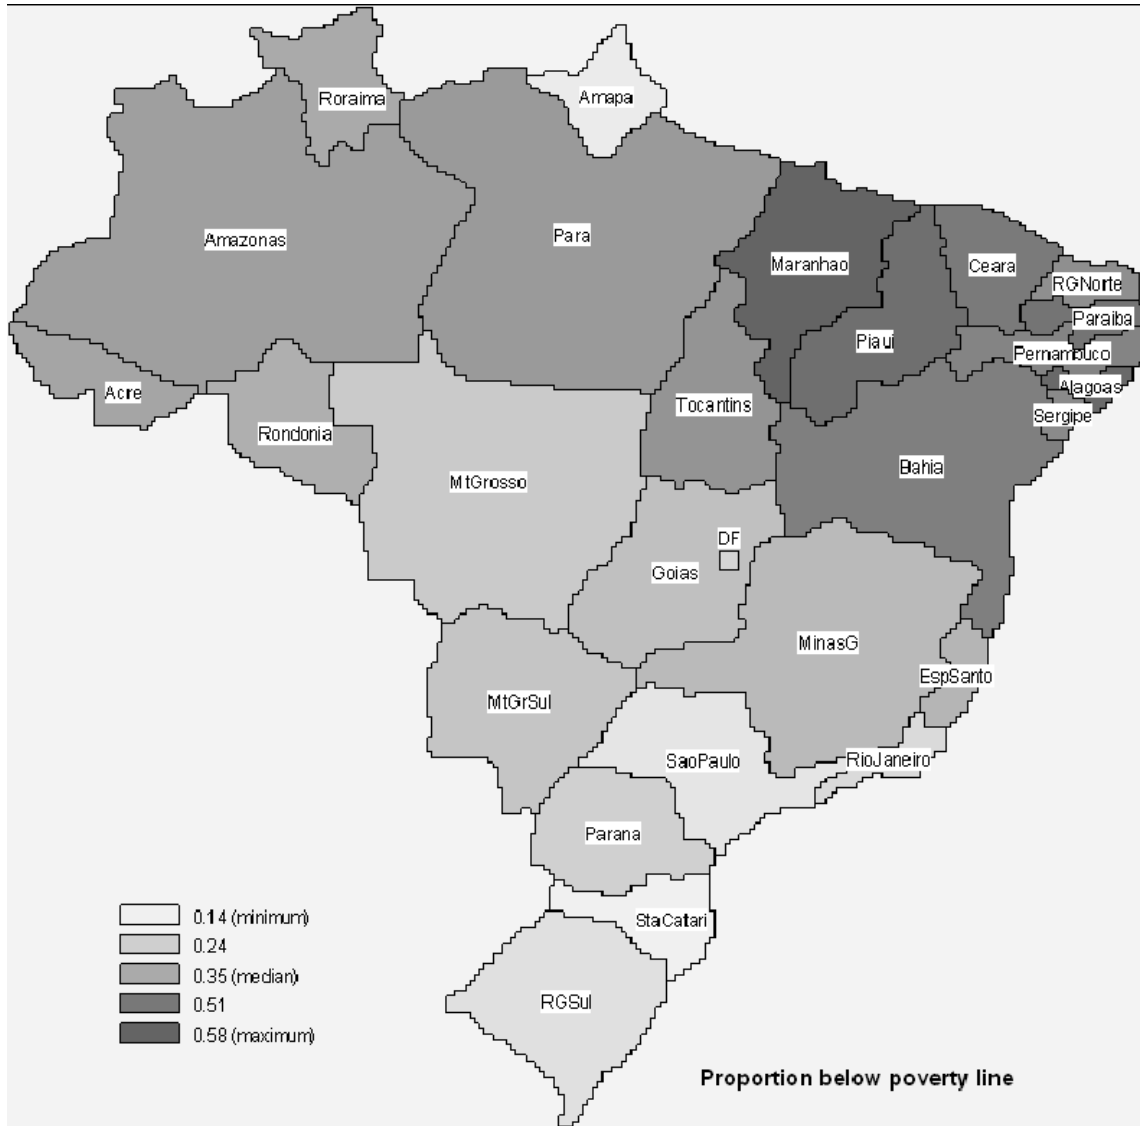 Roraima
Amapa
Amazonas
Para
Maranhao
Ceara
RGNorte
Paraiba
Piaui
Pernambuco
Alagoas
Acre
Tocantins
Sergipe
Rondonia
Bahia
MtGrosso
DF
Goias
MinasG
EspSanto
MtGrSul
SaoPaulo
RioJaneiro
Parana
StaCatari
RGSul
0.14 (minimum)
0.24
0.35 (median)
0.51
0.58 (maximum)
Proportion below poverty line